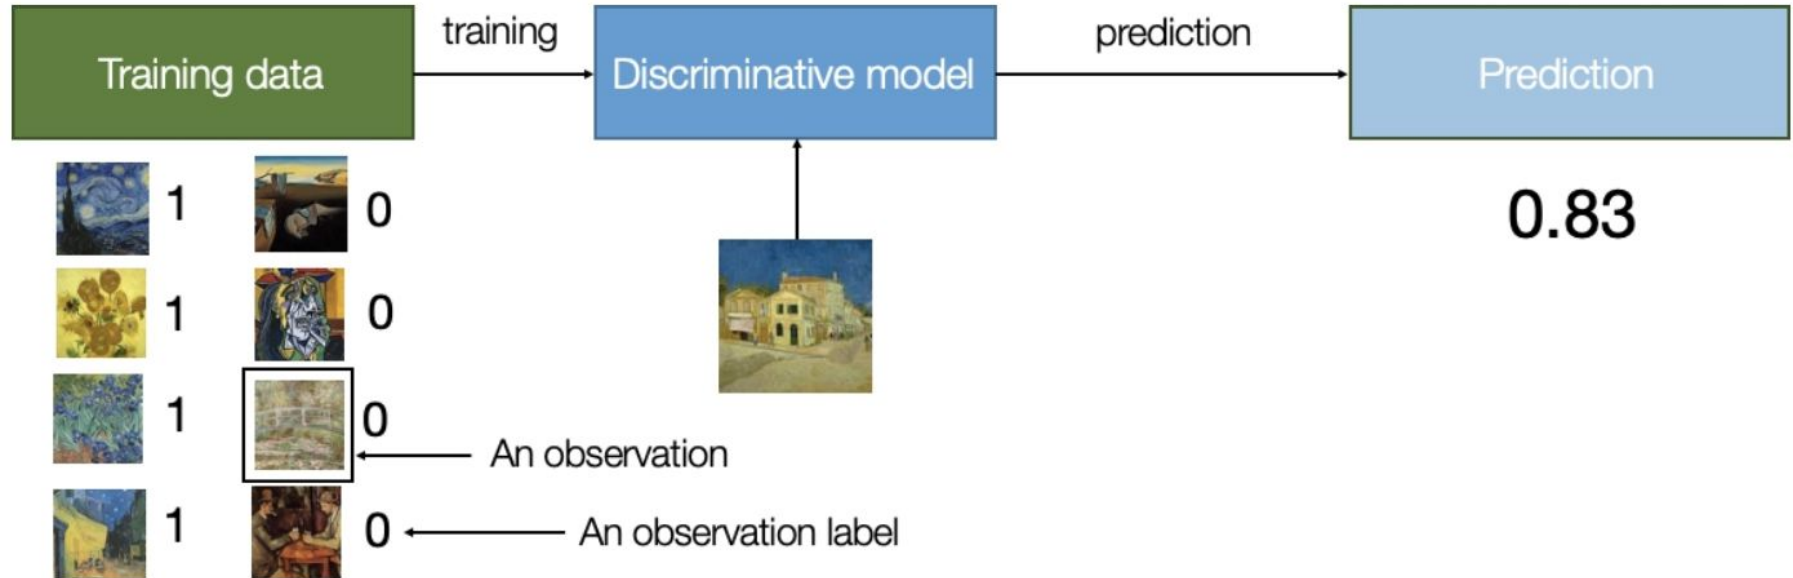 Training data
training
Discriminative model
prediction
Prediction
1
0
0.83
1
0
1
0
An observation
1
0
An observation label